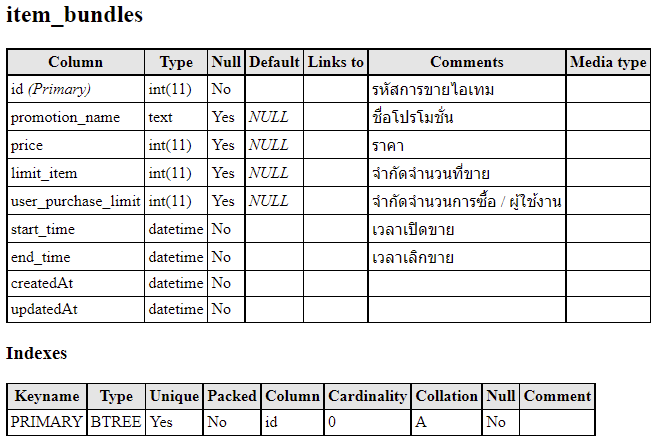 item_bundles
Column Type Null Default Links to Comments Media type
id (Primary) int(11) No รหัสการขายไอเทม
promotion_name text Yes NULL ชื่อโปรโมชั่น
price int(11) Yes NULL ราคา
limit_item int(11) Yes NULL จำกัดจำนวนที่ขาย
user_purchase_limit int(11) Yes NULL จำกัดจำนวนการซื้อ / ผู้ใช้งาน
start_time datetime No เวลาเปิดขาย
end_time datetime No เวลาเลิกขาย
createdAt datetime No
updatedAt datetime No
Indexes
Keyname Type Unique Packed Column Cardinality Collation Null Comment
PRIMARY BTREE Yes No id 0 A No